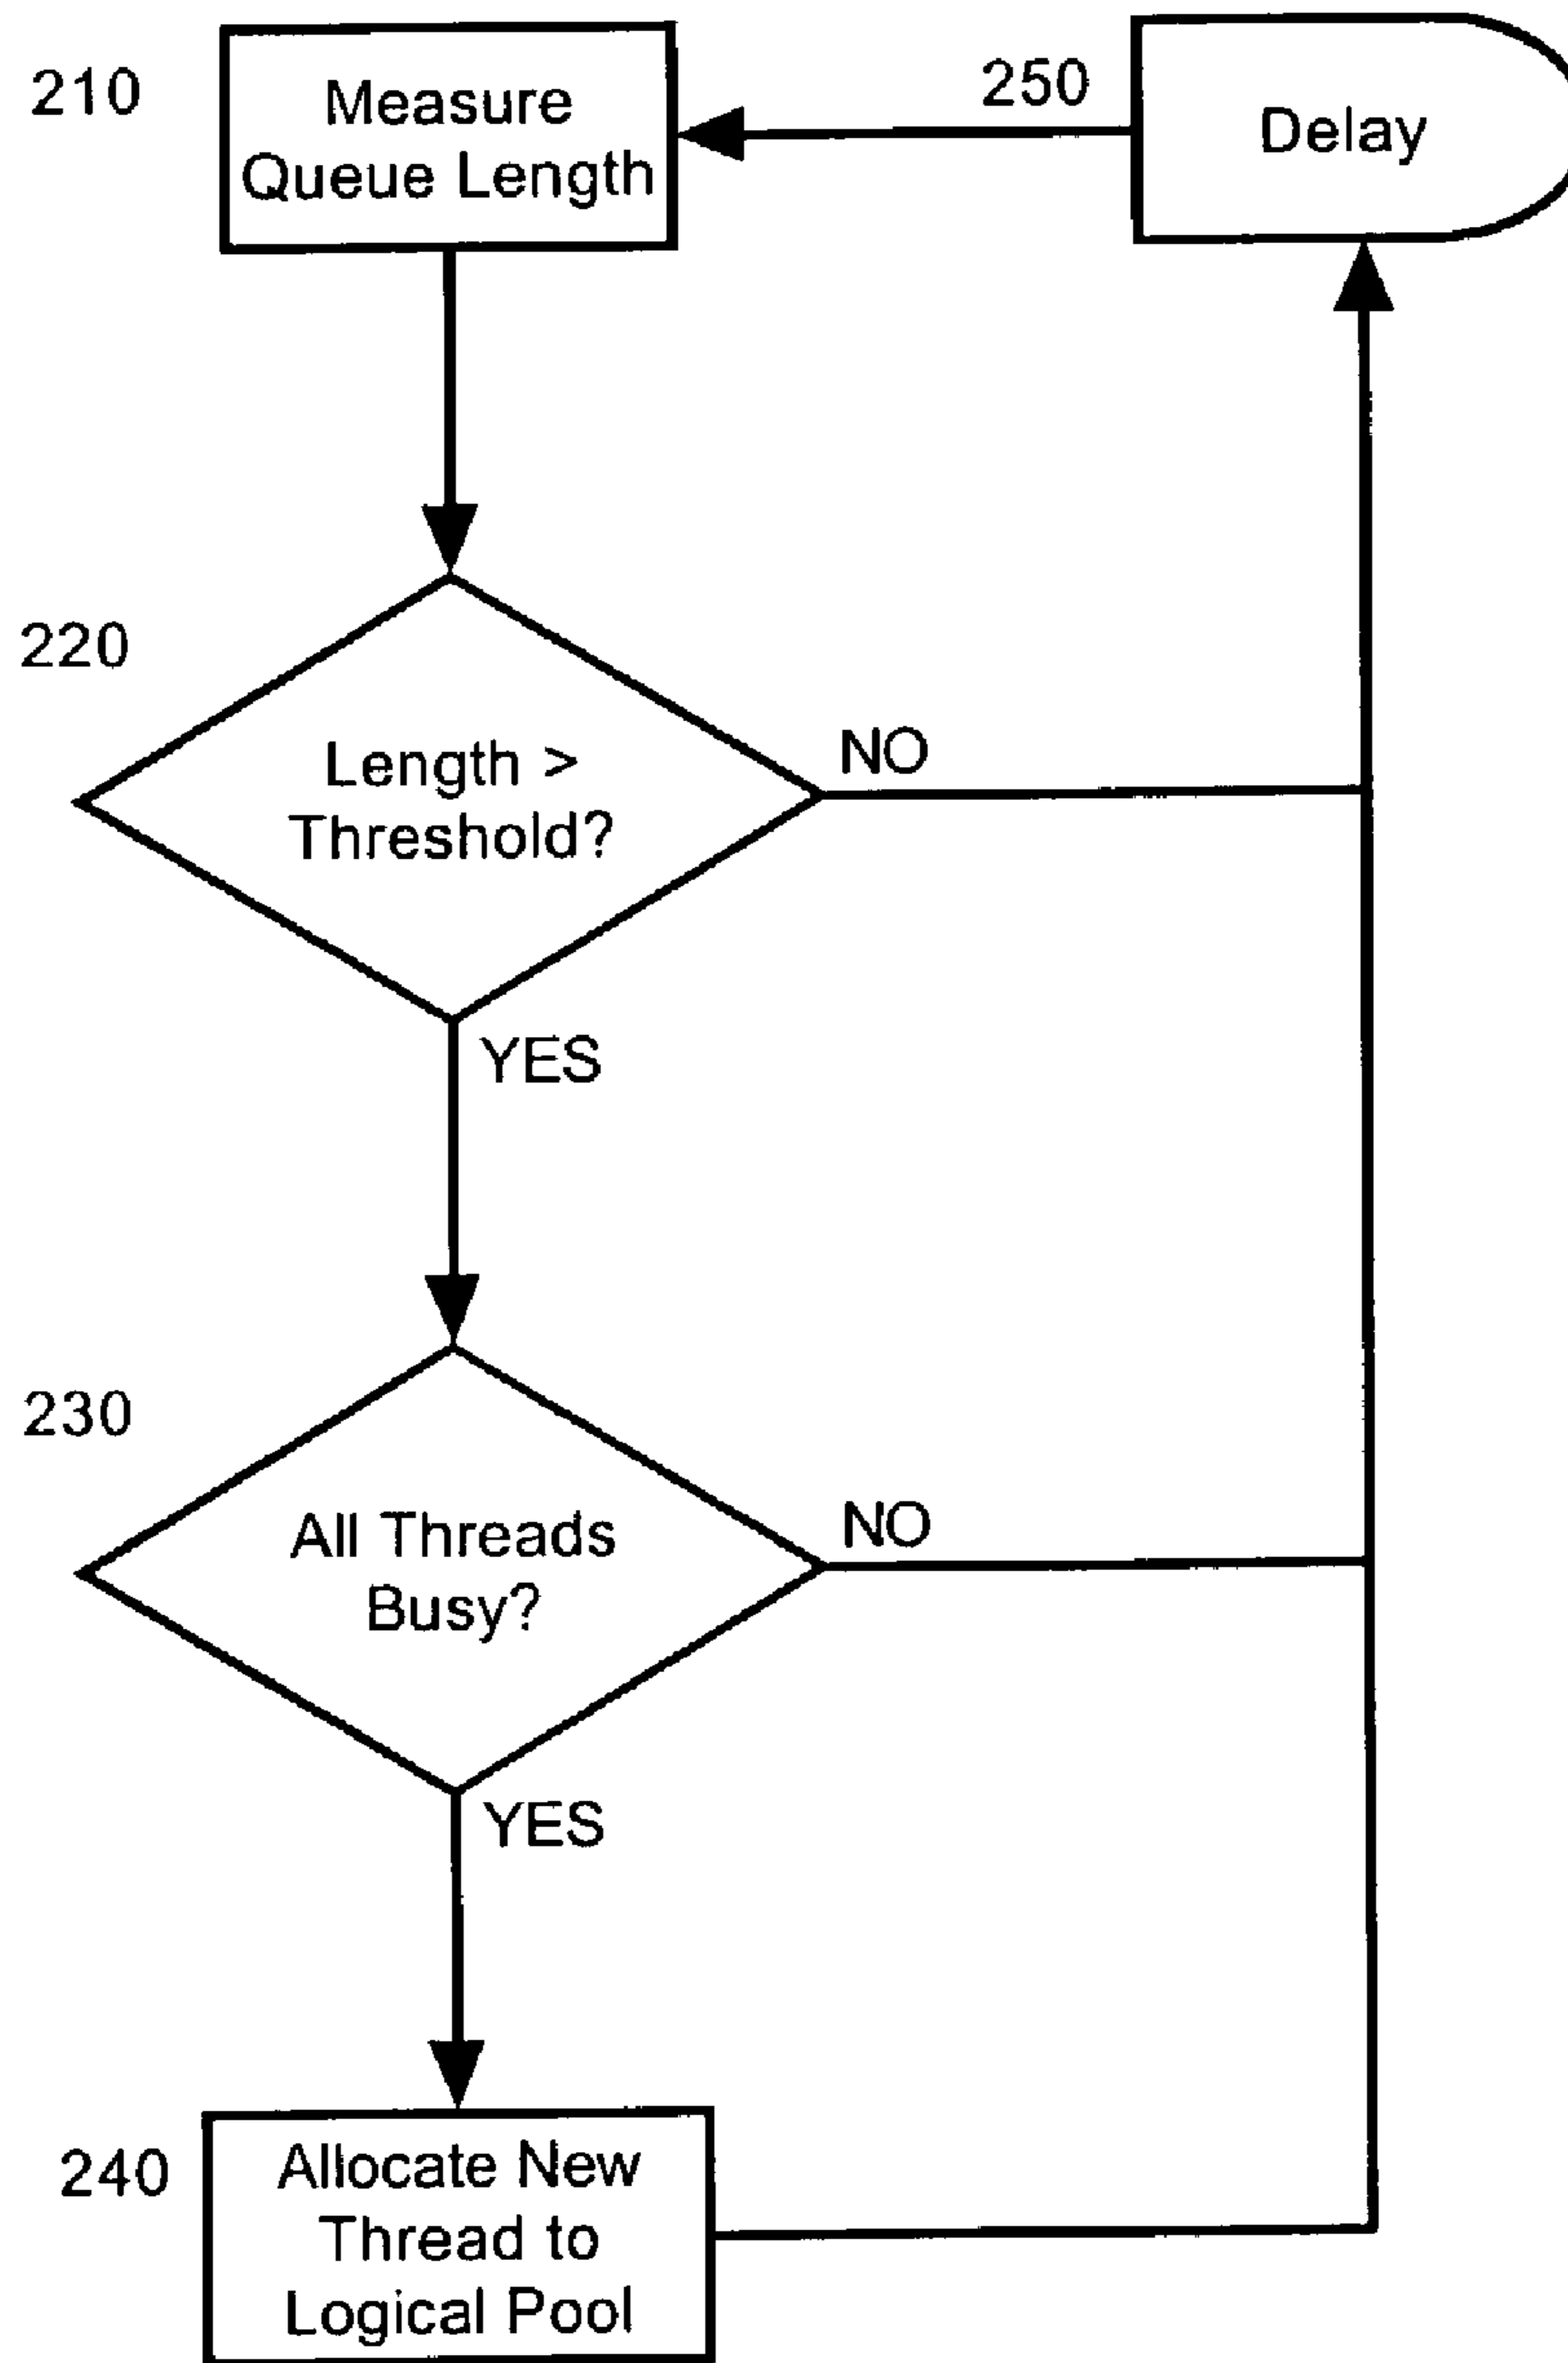 210
Measure
Queue Length
250
Delay
220
Length >
Threshold?
NO
YES
230
All Threads
Busy?
NO
YES
240
Allocate New
Thread to
Logical Pool